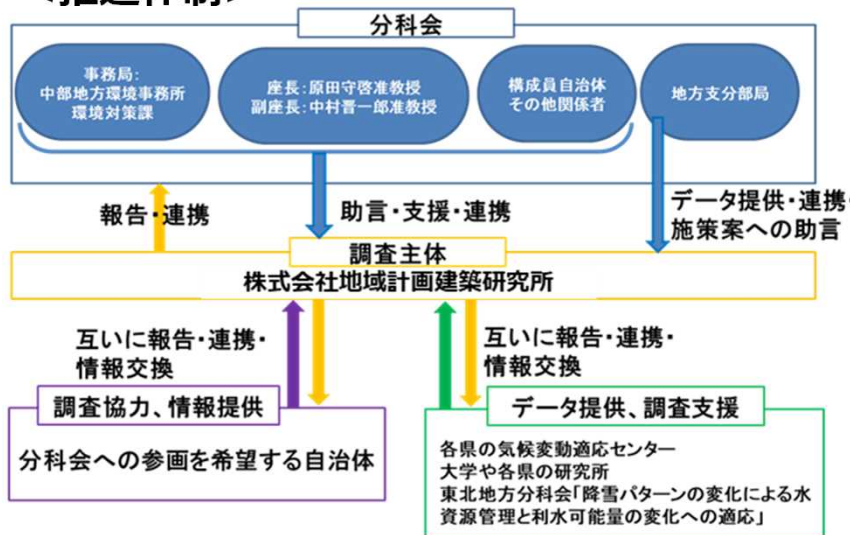 <推進体制>
分科会
事務局：
中部地方環境事務所
環境対策課
座長：原田守啓准教授
副座長：中村晋一郎准教授
構成員自治体
その他関係者
地方支分部局
報告・連携
助言・支援・連携
データ提供・連携・
施策案への助言
調査主体
株式会社地域計画建築研究所
互いに報告・連携・
情報交換
互いに報告・連携・
情報交換
調査協力、情報提供
分科会への参画を希望する自治体
データ提供、調査支援
各県の気候変動適応センター
大学や各県の研究所
東北地方分科会「降雪パターンの変化による水
資源管理と利水可能量の変化への適応」